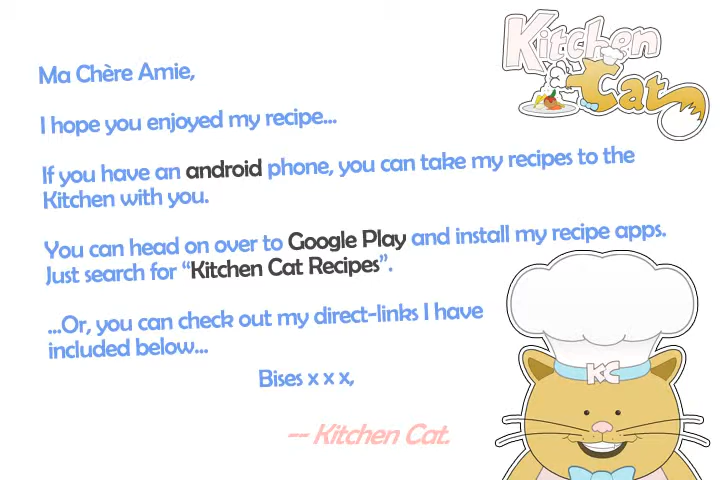 Kitchen
Cat
Ma Chère Amie,
I hope you enjoyed my recipe...
If you have an android phone, you can take my recipes to the
Kitchen with you.
You can head on over to Google Play and install my recipe apps.
Just search for “Kitchen Cat Recipes”.
...Or, you can check out my direct-links I have
included below...
Bises x x x,
-- Kitchen Cat.
KC